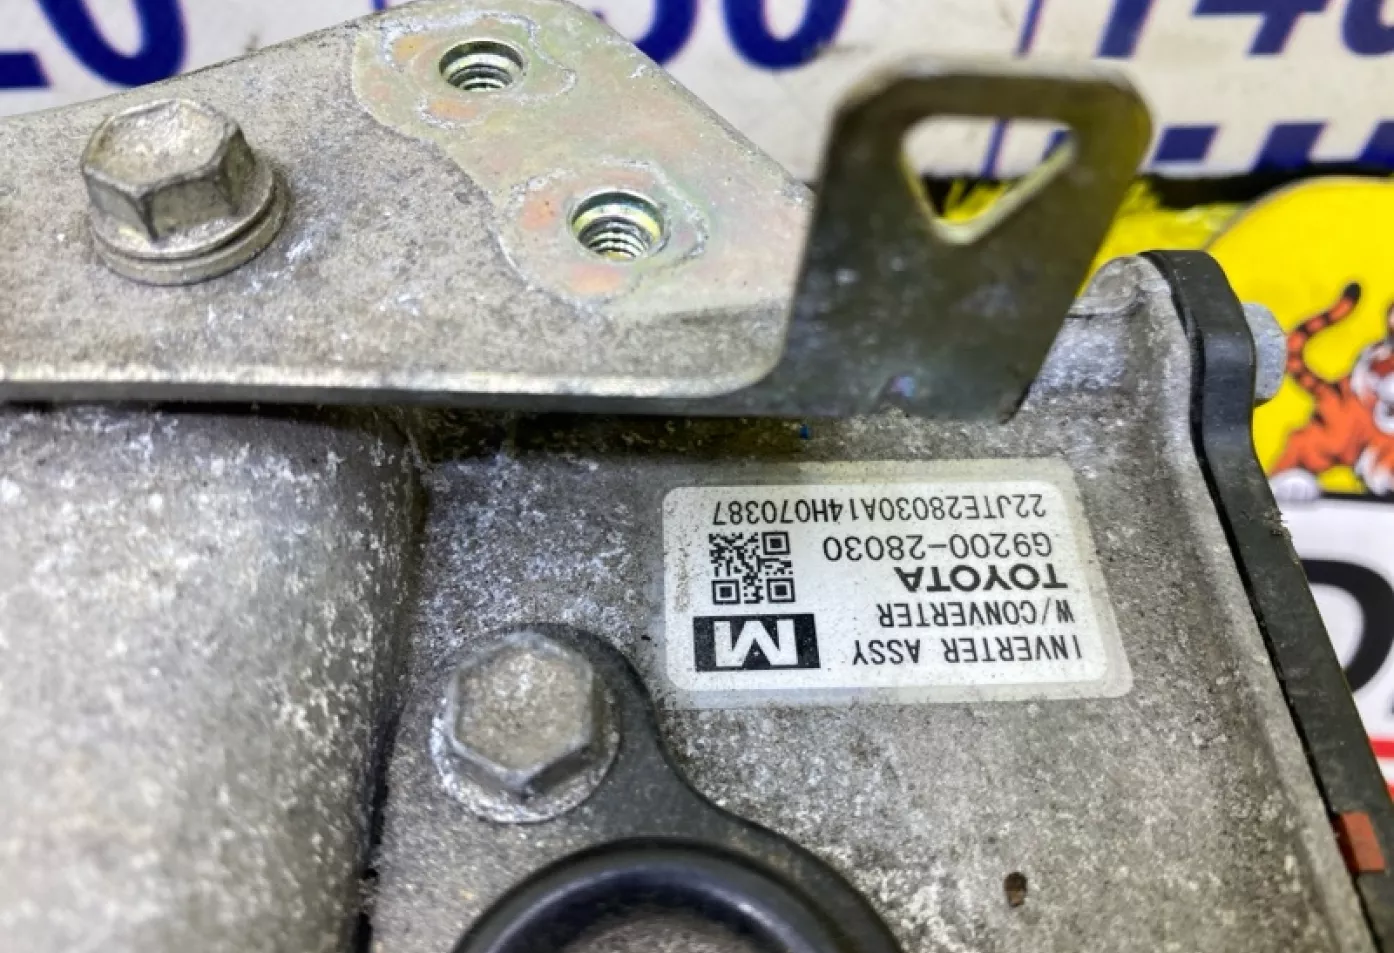 INVERTER ASSY
W/CONVERTER
TOYOTA
M
G9200-28030
22JTE28030A14H070387